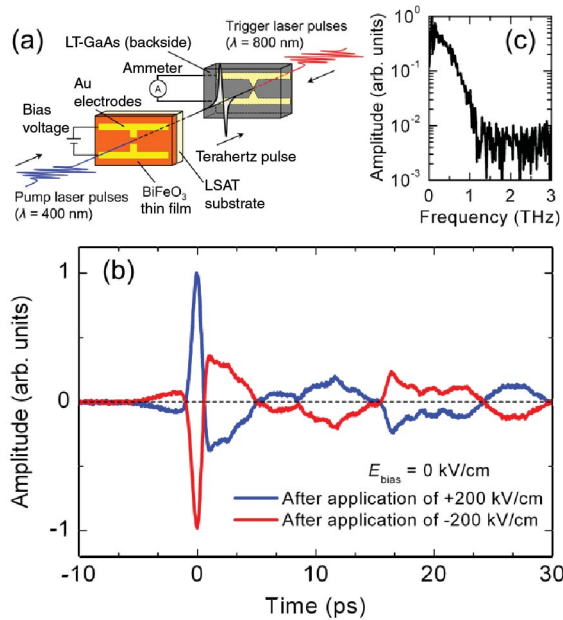 (a)
Trigger laser pulses
(λ = 800 nm)
LT-GaAs (backside)
Ammeter
A
Au
electrodes
Bias
voltage
Terahertz pulse
LSAT
substrate
BiFeO3
thin film
Pump laser pulses
(λ = 400 nm)
(c)
Amplitude (arb. units)
10^0
10^-1
10^-2
10^-3
0 1 2 3
Frequency (THz)
(b)
Amplitude (arb. units)
1
0
-1
E_bias = 0 kV/cm
After application of +200 kV/cm
After application of -200 kV/cm
-10 0 10 20 30
Time (ps)